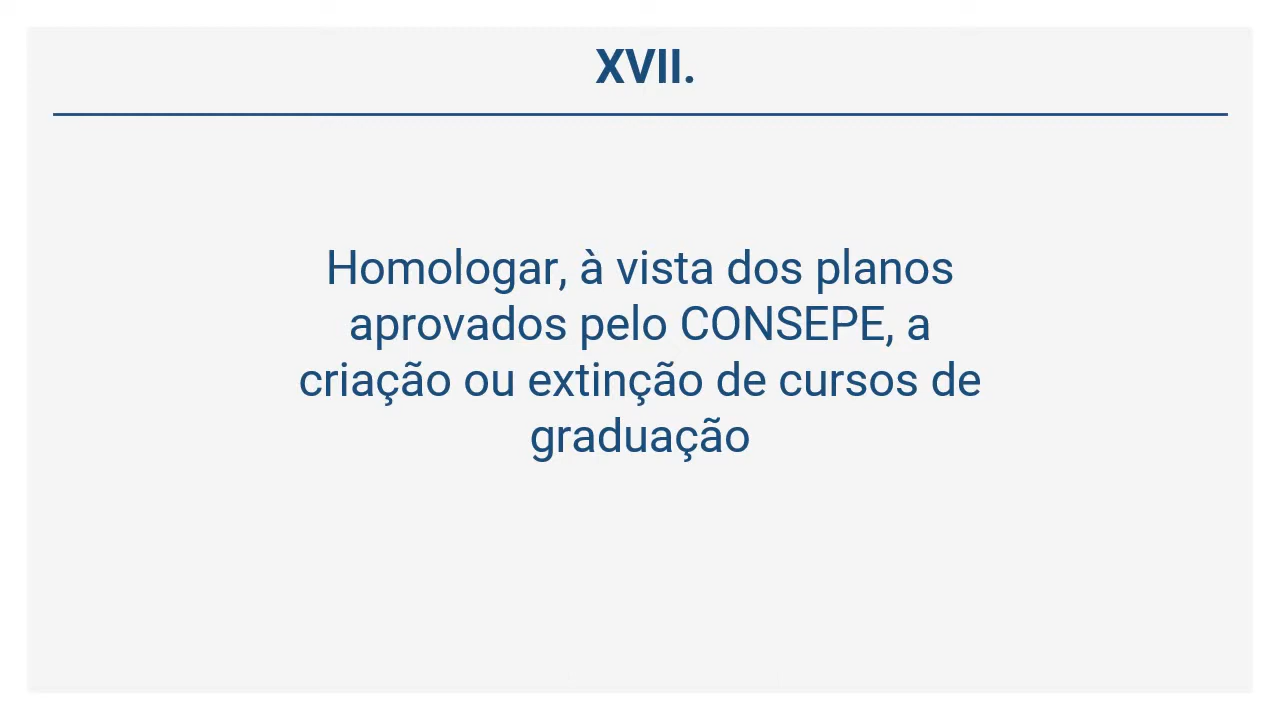 XVII.
Homologar, à vista dos planos
aprovados pelo CONSEPE, a
criação ou extinção de cursos de
graduação